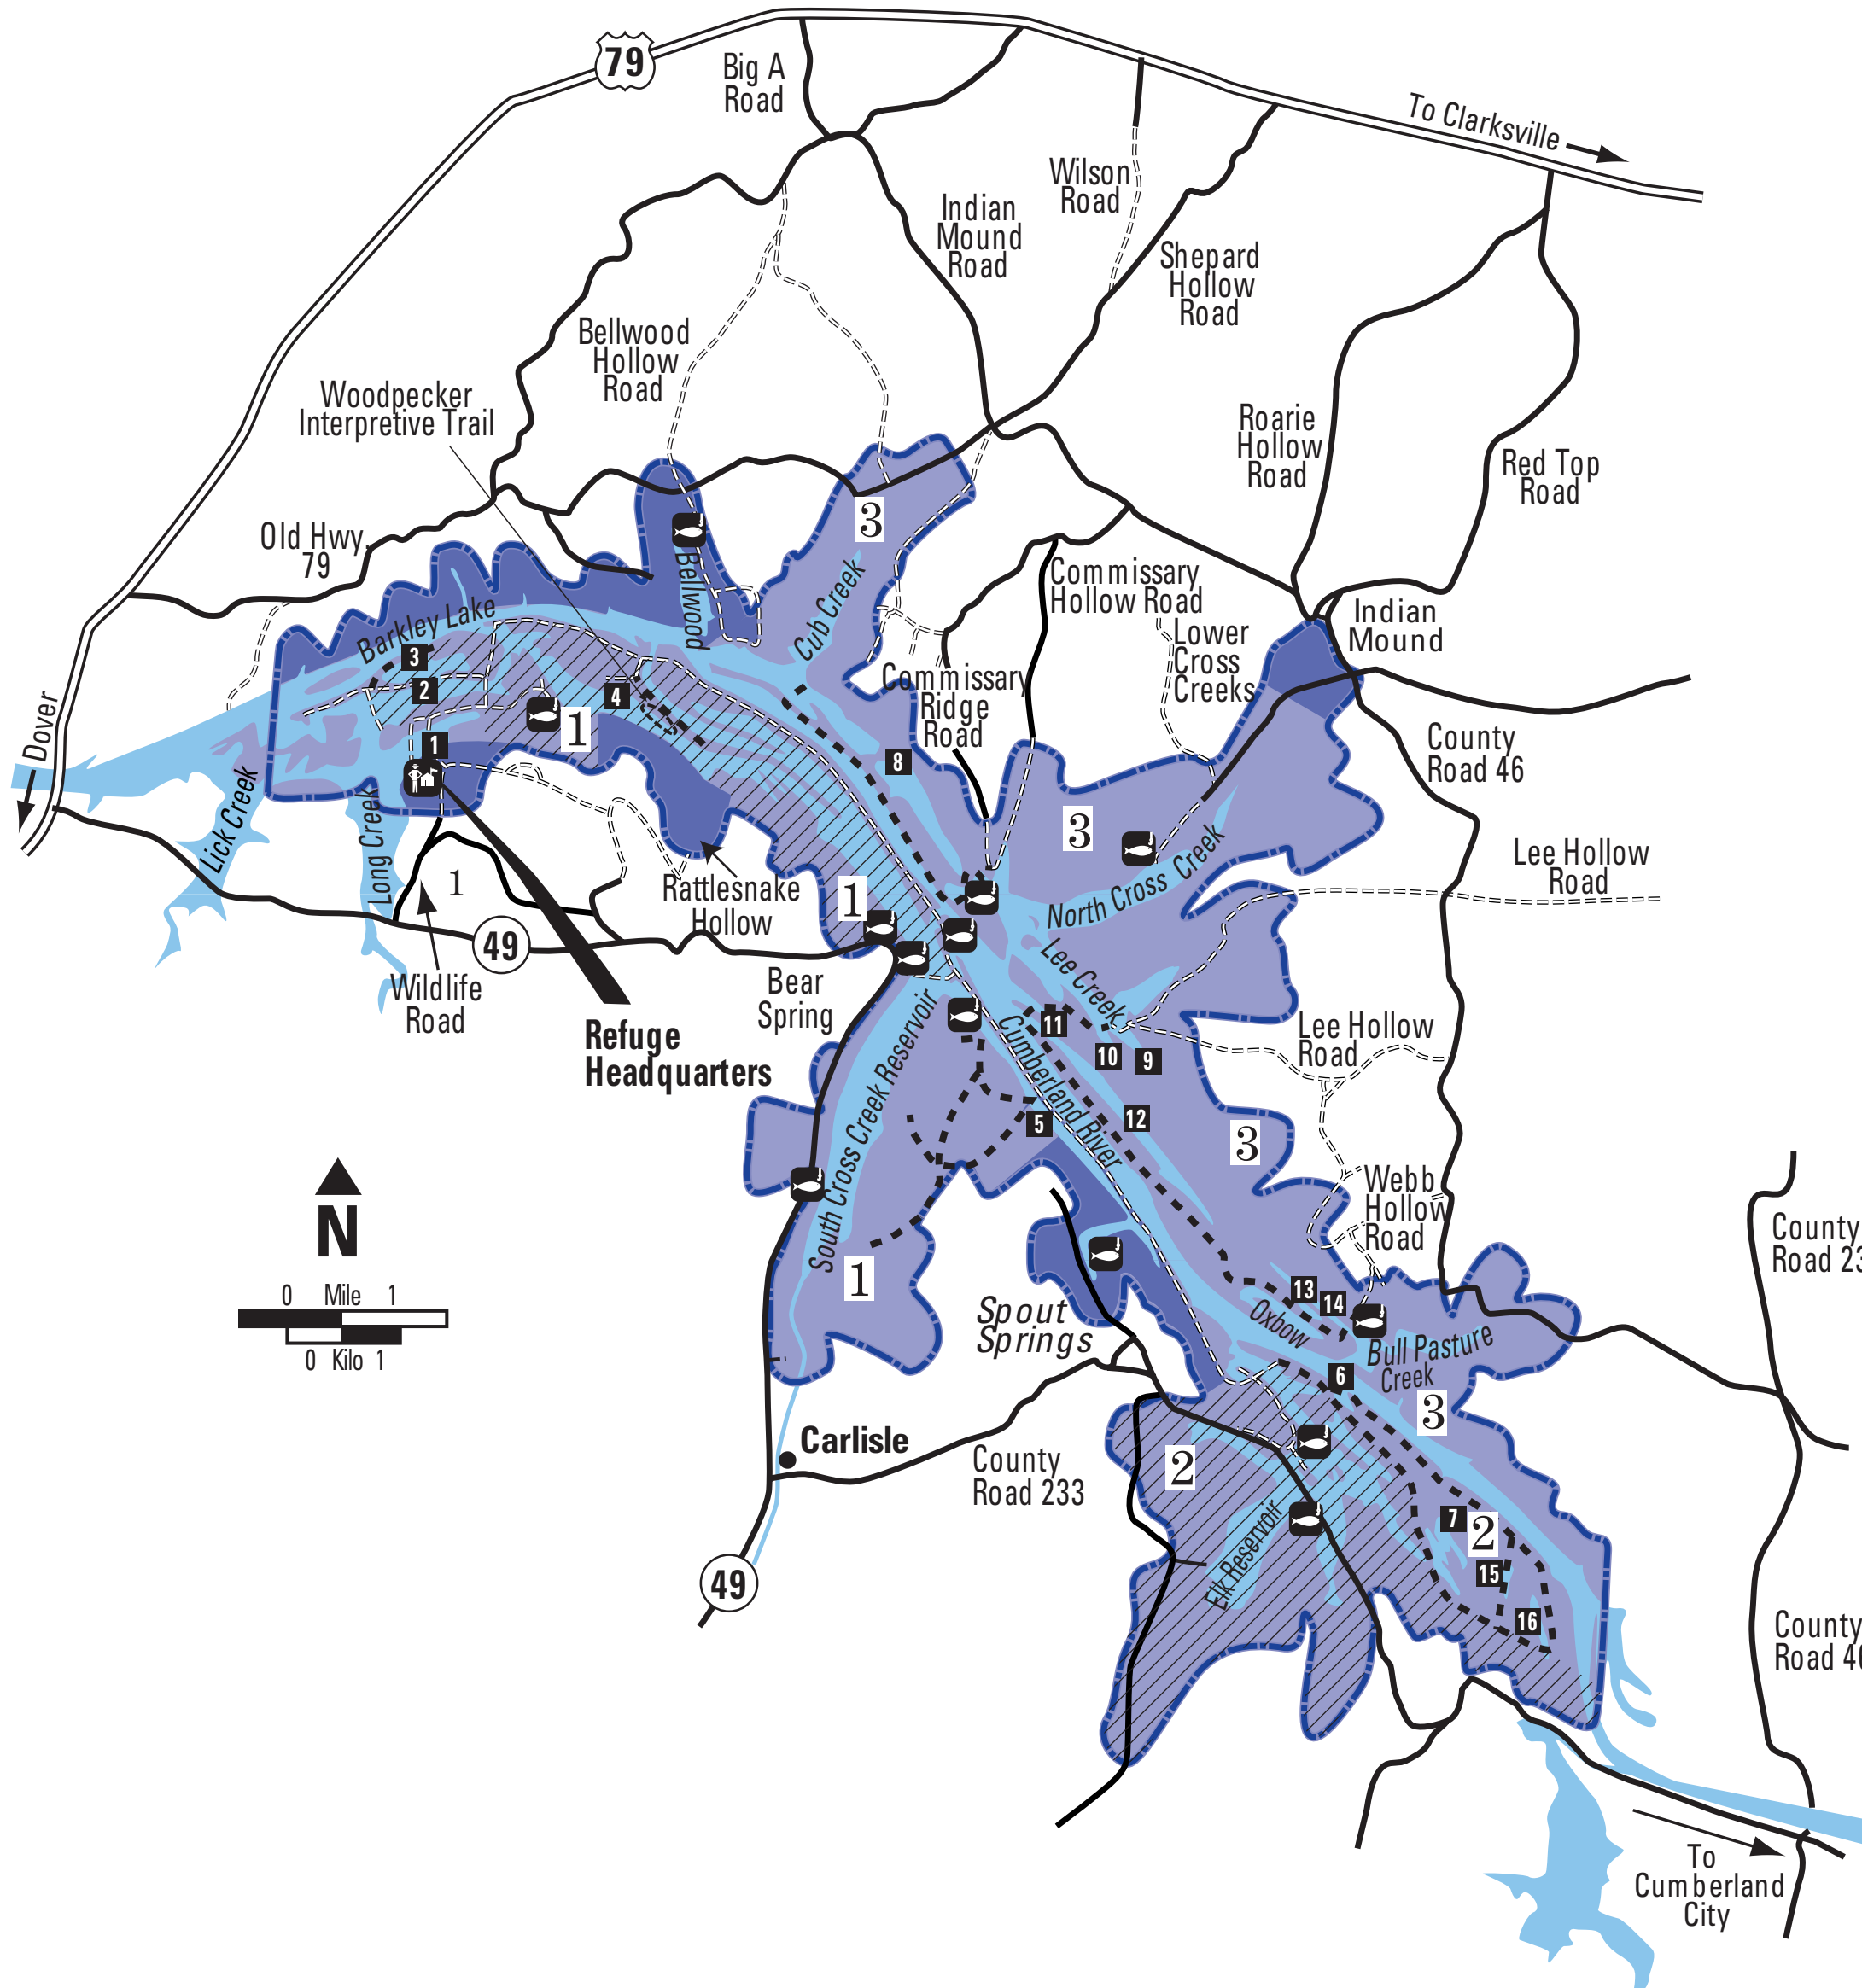 79
Big A
Road
To Clarksville
Wilson
Road
Indian
Mound
Road
Shepard
Hollow
Road
Bellwood
Hollow
Road
Woodpecker
Interpretive Trail
Roarie
Hollow
Road
Red Top
Road
3
Old Hwy.
79
Bellwood
Cub Creek
Commissary
Hollow Road
Lower
Cross
Creeks
Indian
Mound
Barkley Lake
3
2
4
1
1
Commissary
Ridge
Road
8
County
Road 46
Dover
Lick Creek
Long Creek
1
Rattlesnake
Hollow
1
3
North Cross Creek
Lee Hollow
Road
49
Wildlife
Road
Bear
Spring
Lee Creek
Refuge
Headquarters
South Cross Creek Reservoir
Cumberland River
11
10
9
Lee Hollow
Road
5
12
3
Webb
Hollow
Road
County
Road 23
N
0 Mile 1
0 Kilo 1
1
Spout
Springs
Oxbow
13
14
Bull Pasture
Creek
6
3
Carlisle
County
Road 233
2
Elk Reservoir
7
2
15
16
49
County
Road 46
To
Cumberland
City